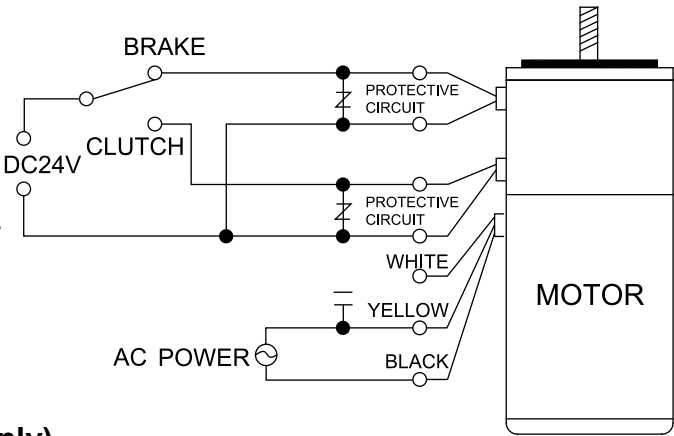 BRAKE
PROTECTIVE
CIRCUIT
CLUTCH
DC24V
PROTECTIVE
CIRCUIT
WHITE
MOTOR
YELLOW
AC POWER
BLACK